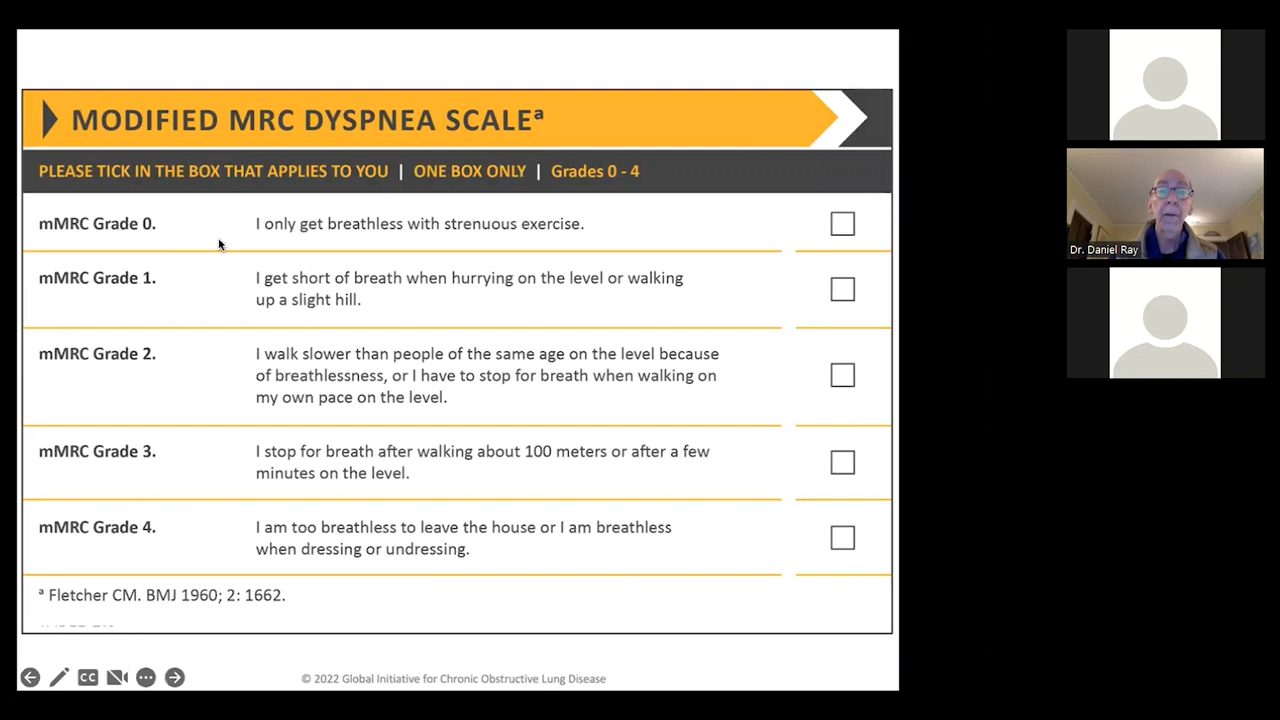 MODIFIED MRC DYSPNEA SCALEª
PLEASE TICK IN THE BOX THAT APPLIES TO YOU | ONE BOX ONLY | Grades 0 - 4
mMRC Grade 0. I only get breathless with strenuous exercise.
mMRC Grade 1. I get short of breath when hurrying on the level or walking
up a slight hill.
mMRC Grade 2. I walk slower than people of the same age on the level because
of breathlessness, or I have to stop for breath when walking on
my own pace on the level.
mMRC Grade 3. I stop for breath after walking about 100 meters or after a few
minutes on the level.
mMRC Grade 4. I am too breathless to leave the house or I am breathless
when dressing or undressing.
ª Fletcher CM. BMJ 1960; 2: 1662.
CC
© 2022 Global Initiative for Chronic Obstructive Lung Disease
Dr. Daniel Ray